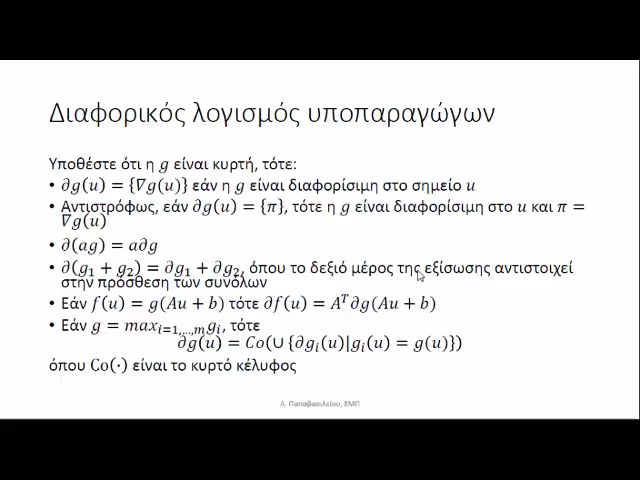 Διαφορικός λογισμός υποπαραγώγων
Υποθέστε ότι η g είναι κυρτή, τότε:
• ∂g(u) = {∇g(u)} εάν η g είναι διαφορίσιμη στο σημείο u
• Αντιστρόφως, εάν ∂g(u) = {π}, τότε η g είναι διαφορίσιμη στο u και π =
∇g(u)
• ∂(ag) = a∂g
• ∂(g₁ + g₂) = ∂g₁ + ∂g₂, όπου το δεξιό μέρος της εξίσωσης αντιστοιχεί
στην πρόσθεση των συνόλων
• Εάν f(u) = g(Au + b) τότε ∂f(u) = Aᵀ∂g(Au + b)
• Εάν g = max_{i=1,…,m}g_i, τότε
∂g(u) = Co(∪ {∂g_i(u)|g_i(u) = g(u)})
όπου Co(·) είναι το κυρτό κέλυφος
Α. Παπαβασιλείου, ΕΜΠ